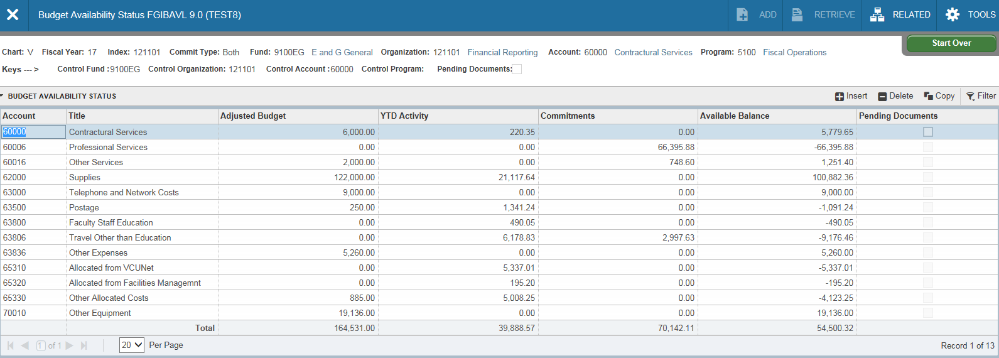 Budget Availability Status FGIBAVL 9.0 (TEST8) ADD RETRIEVE RELATED TOOLS
Start Over
Chart: V Fiscal Year: 17 Index: 121101 Commit Type: Both Fund: 9100EG E and G General Organization: 121101 Financial Reporting Account: 60000 Contractural Services Program: 5100 Fiscal Operations
Keys --- > Control Fund :9100EG Control Organization: 121101 Control Account :60000 Control Program: Pending Documents:
BUDGET AVAILABILITY STATUS Insert Delete Copy Filter
Account Title Adjusted Budget YTD Activity Commitments Available Balance Pending Documents
60000 Contractural Services 6,000.00 220.35 0.00 5,779.65
60006 Professional Services 0.00 0.00 66,395.88 -66,395.88
60016 Other Services 2,000.00 0.00 748.60 1,251.40
62000 Supplies 122,000.00 21,117.64 0.00 100,882.36
63000 Telephone and Network Costs 9,000.00 0.00 0.00 9,000.00
63500 Postage 250.00 1,341.24 0.00 -1,091.24
63800 Faculty Staff Education 0.00 490.05 0.00 -490.05
63806 Travel Other than Education 0.00 6,178.83 2,997.63 -9,176.46
63836 Other Expenses 5,260.00 0.00 0.00 5,260.00
65310 Allocated from VCUNet 0.00 5,337.01 0.00 -5,337.01
65320 Allocated from Facilities Managemnt 0.00 195.20 0.00 -195.20
65330 Other Allocated Costs 885.00 5,008.25 0.00 -4,123.25
70010 Other Equipment 19,136.00 0.00 0.00 19,136.00
Total 164,531.00 39,888.57 70,142.11 54,500.32
1 of 1 20 Per Page Record 1 of 13